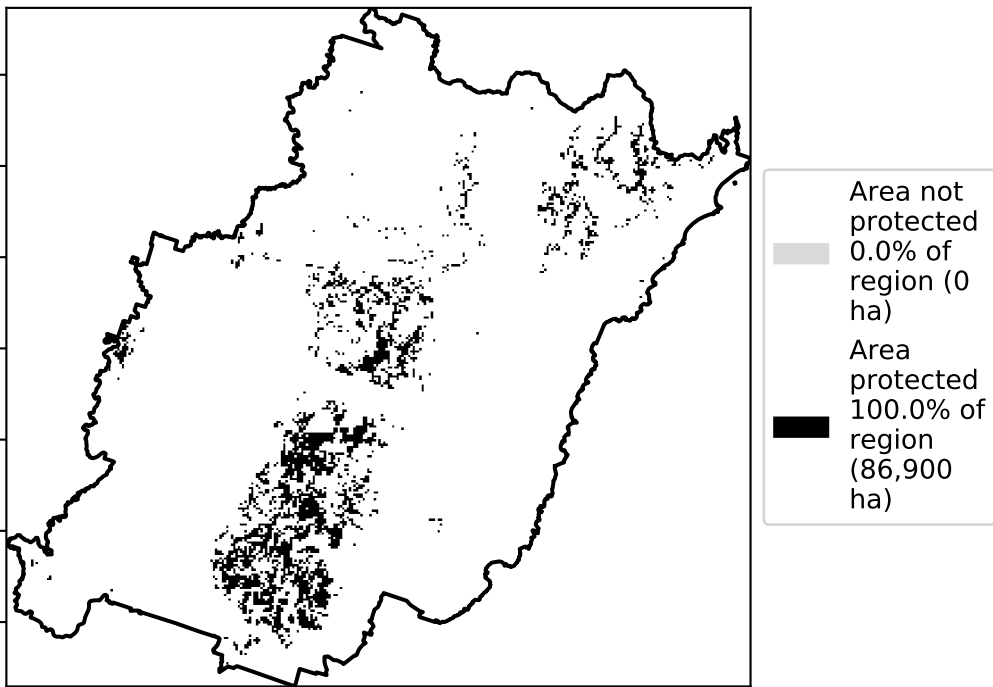 Area not
protected
0.0% of
region (0
ha)
Area
protected
100.0% of
region
(86,900
ha)